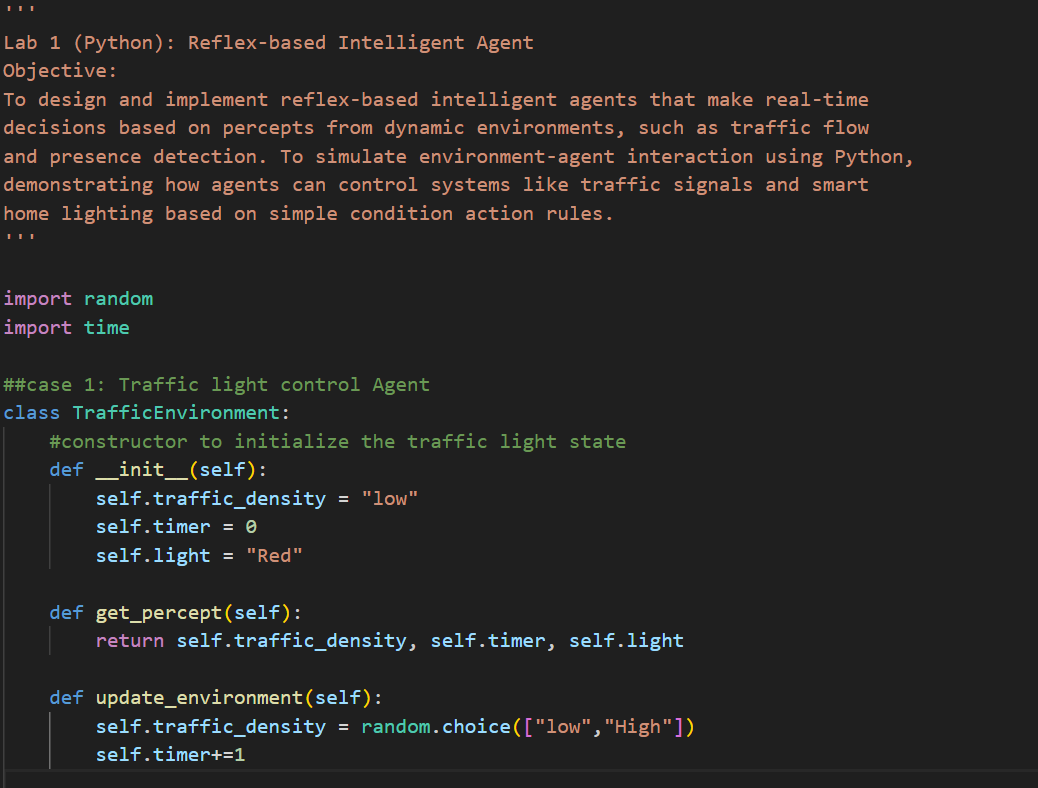 '''
Lab 1 (Python): Reflex-based Intelligent Agent
Objective:
To design and implement reflex-based intelligent agents that make real-time
decisions based on percepts from dynamic environments, such as traffic flow
and presence detection. To simulate environment-agent interaction using Python,
demonstrating how agents can control systems like traffic signals and smart
home lighting based on simple condition action rules.
'''

import random
import time

##case 1: Traffic light control Agent
class TrafficEnvironment:
    #constructor to initialize the traffic light state
    def __init__(self):
        self.traffic_density = "low"
        self.timer = 0
        self.light = "Red"

    def get_percept(self):
        return self.traffic_density, self.timer, self.light

    def update_environment(self):
        self.traffic_density = random.choice(["low","High"])
        self.timer+=1